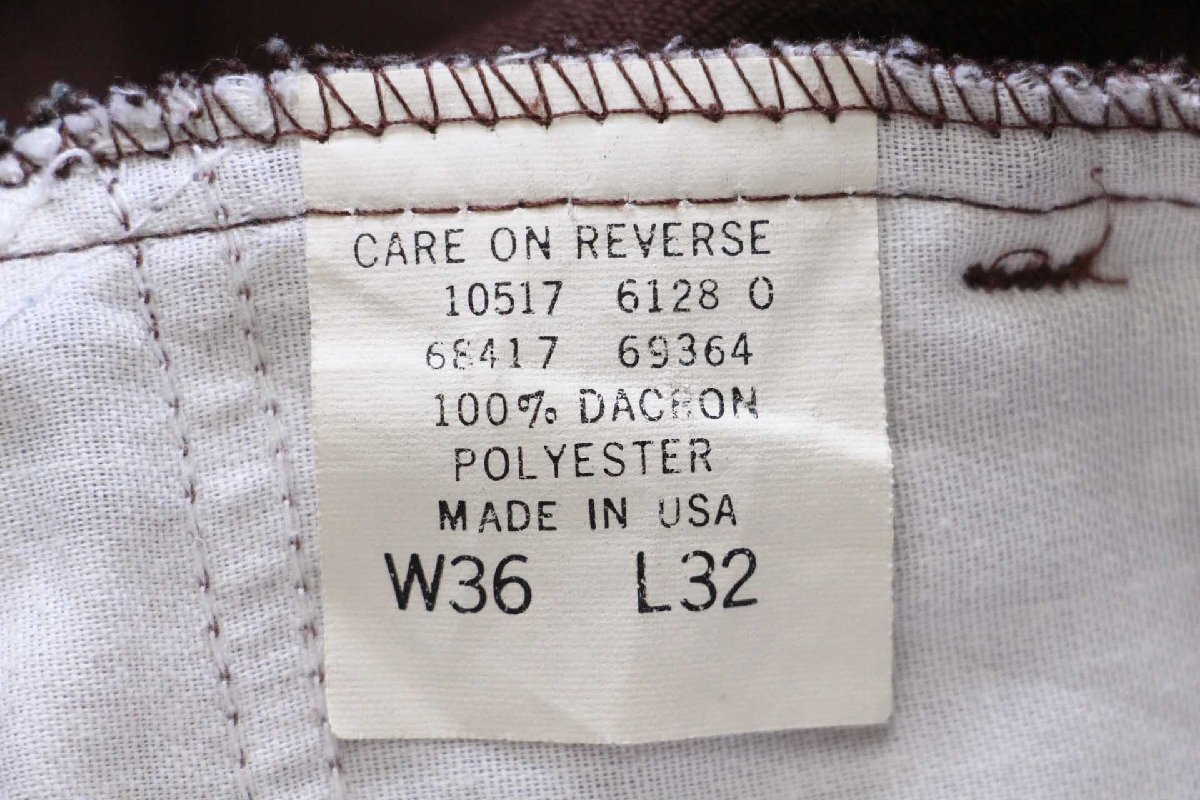 CARE ON REVERSE
10517 6128 0
68417 69364
100% DACRON
POLYESTER
MADE IN USA
W36 L32